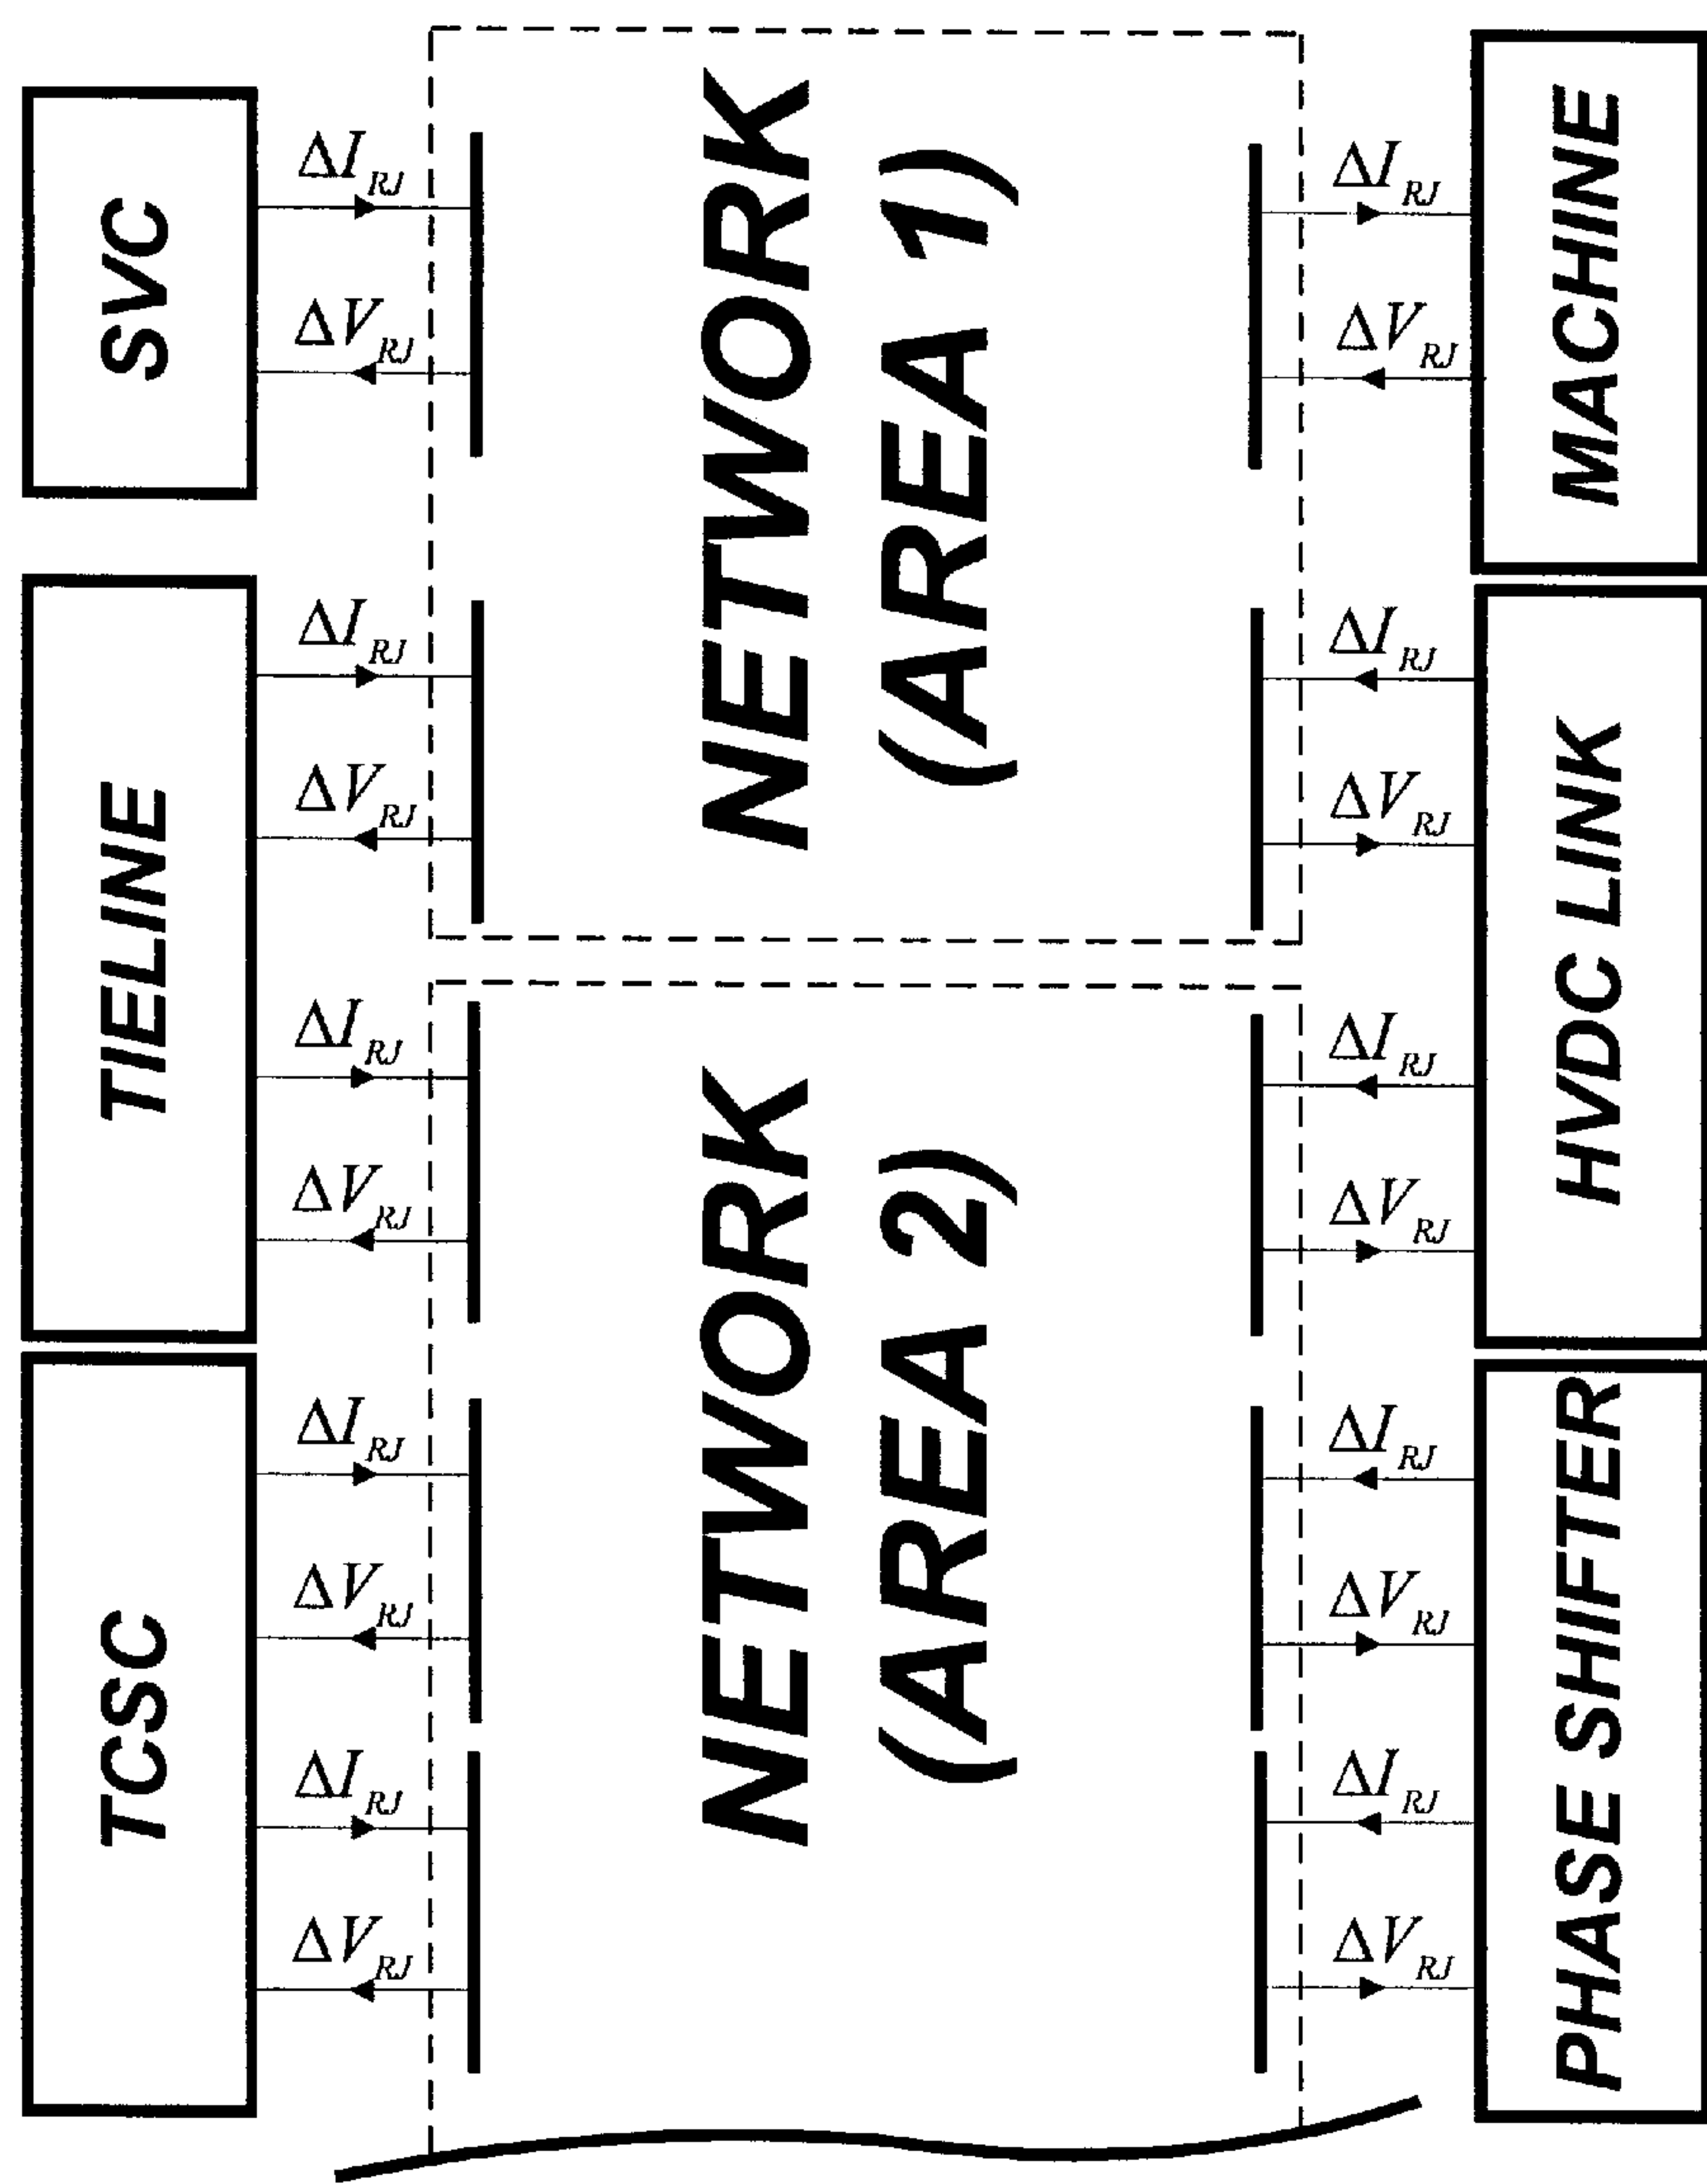 SVC
TIELINE
TCSC
ΔI_RJ
ΔV_RJ
ΔI_RJ
ΔV_RJ
ΔI_RJ
ΔV_RJ
ΔI_RJ
ΔV_RJ
ΔI_RJ
ΔV_RJ
NETWORK
(AREA 1)
NETWORK
(AREA 2)
ΔI_RJ
ΔV_RJ
ΔI_RJ
ΔV_RJ
ΔI_RJ
ΔV_RJ
ΔI_RJ
ΔV_RJ
ΔI_RJ
ΔV_RJ
MACHINE
HVDC LINK
PHASE SHIFTER